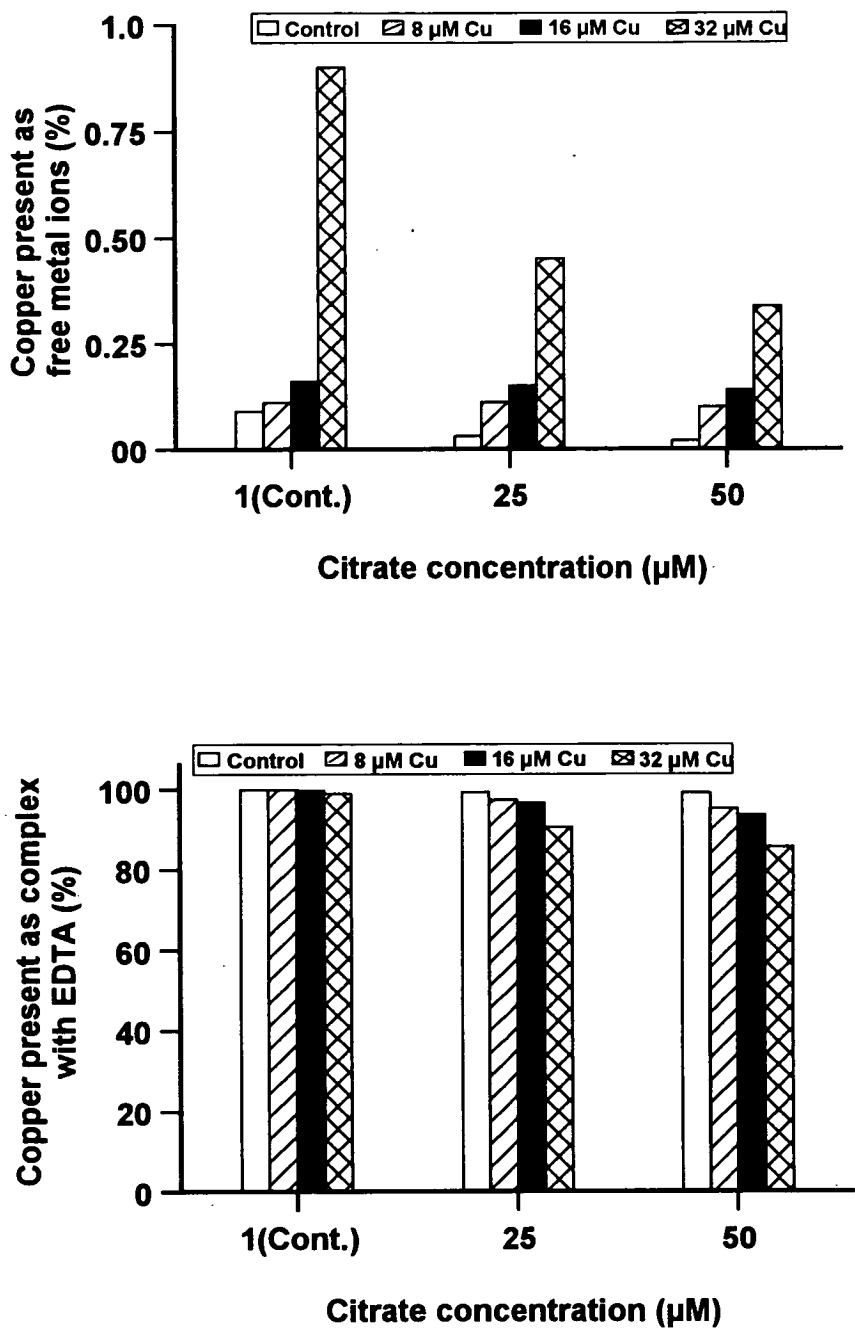 Control 8 µM Cu 16 µM Cu 32 µM Cu
Copper present as
free metal ions (%)
1.0
0.75
0.50
0.25
00
1(Cont.) 25 50
Citrate concentration (µM)
Control 8 µM Cu 16 µM Cu 32 µM Cu
Copper present as complex
with EDTA (%)
100
80
60
40
20
0
1(Cont.) 25 50
Citrate concentration (µM)